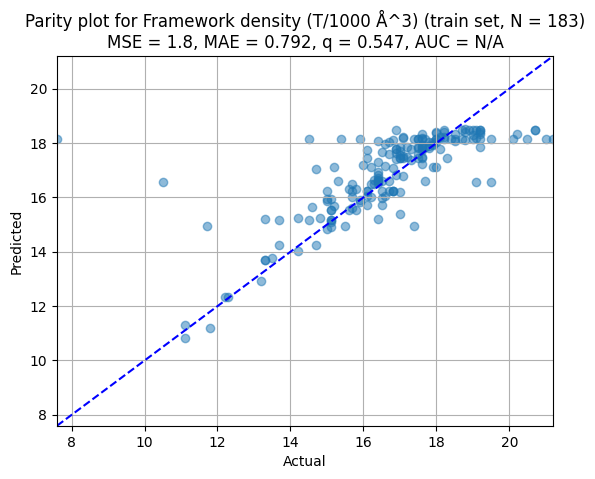 Parity plot for Framework density (T/1000 Å^3) (train set, N = 183)
MSE = 1.8, MAE = 0.792, q = 0.547, AUC = N/A
20
18
16
14
12
10
8
Predicted
8 10 12 14 16 18 20
Actual